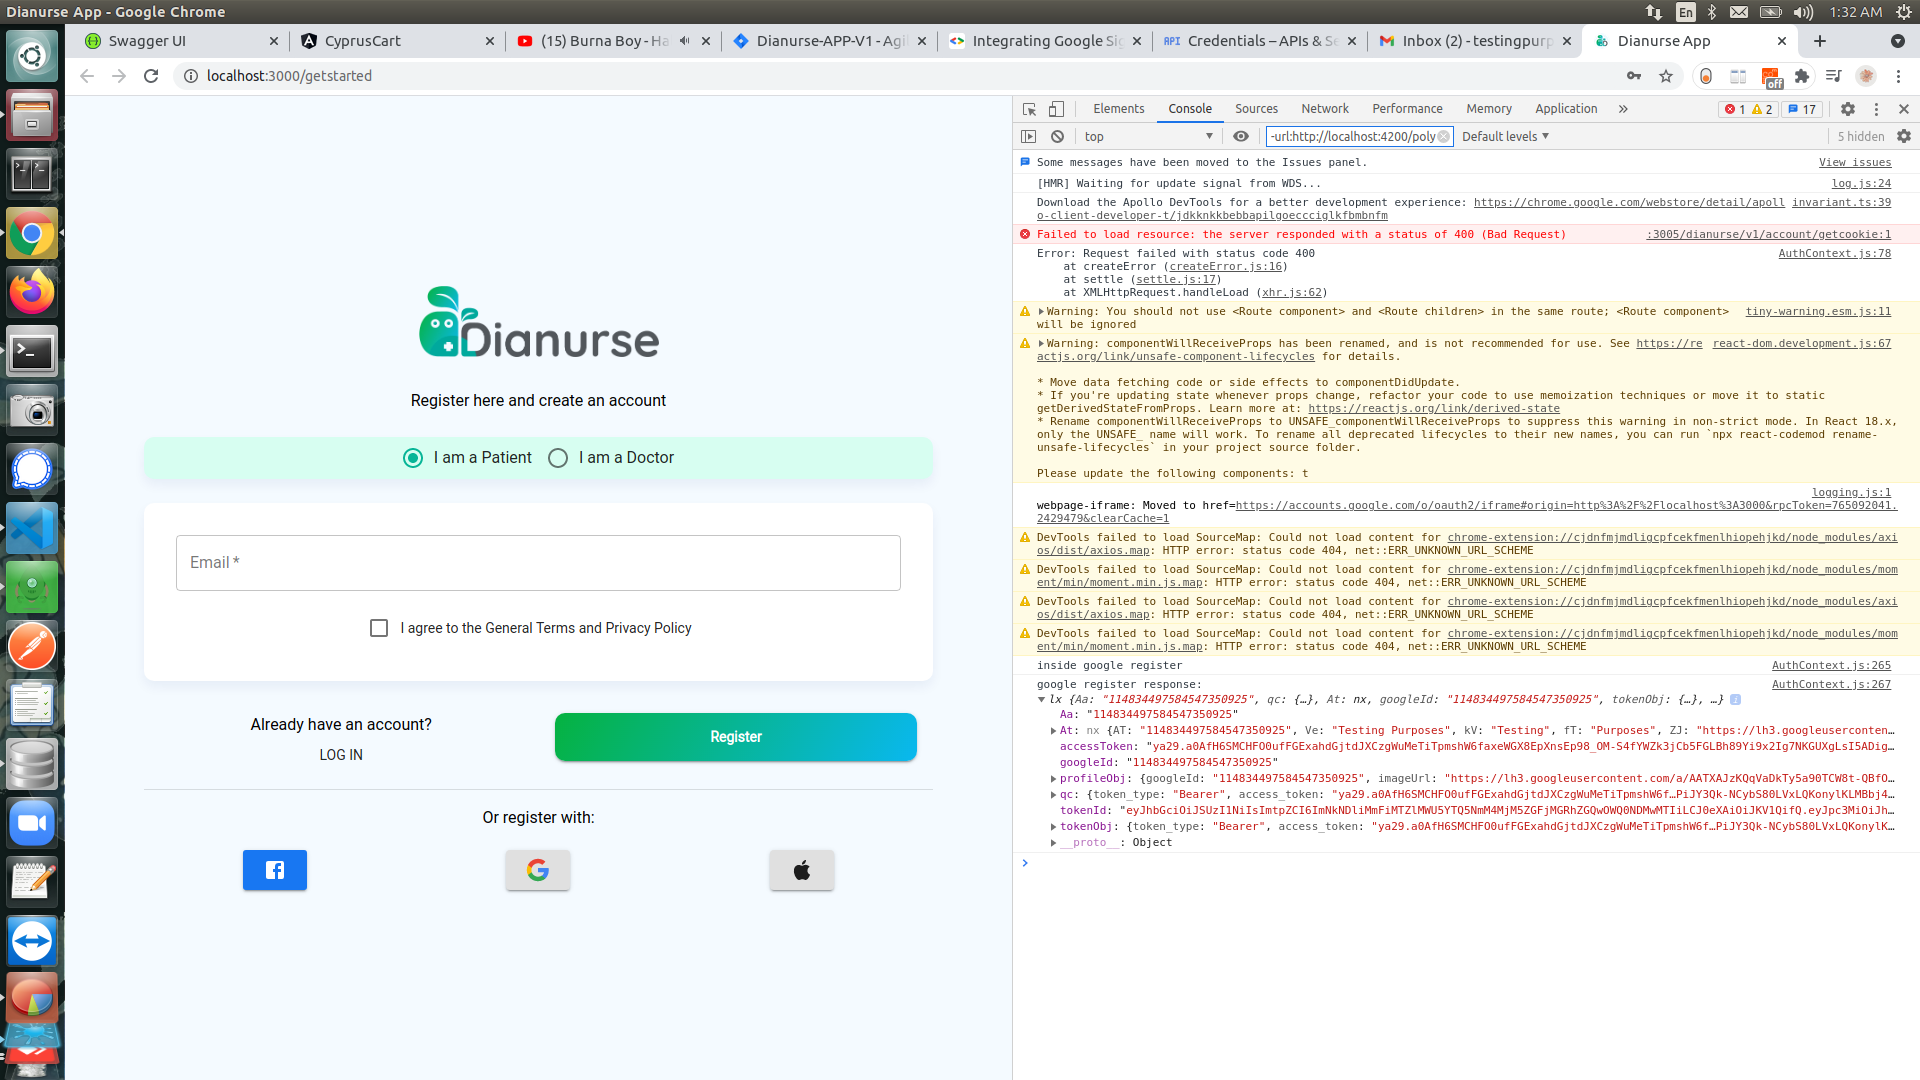 Dianurse App - Google Chrome
En
1:32 AM
Swagger UI
CyprusCart
(15) Burna Boy - Ha
Dianurse-APP-V1 - Agil
Integrating Google Sig
API Credentials – APIs & Se
Inbox (2) - testingpurp
Dianurse App
localhost:3000/getstarted
off
Elements Console Sources Network Performance Memory Application
1 2 17
top
-url:http://localhost:4200/poly
Default levels
5 hidden
Some messages have been moved to the Issues panel. View issues
[HMR] Waiting for update signal from WDS... log.js:24
Download the Apollo DevTools for a better development experience: https://chrome.google.com/webstore/detail/apoll invariant.ts:39
o-client-developer-t/jdkknkkbebbapilgoeccciglkfbmbnfm
Failed to load resource: the server responded with a status of 400 (Bad Request) :3005/dianurse/v1/account/getcookie:1
Error: Request failed with status code 400 AuthContext.js:78
at createError (createError.js:16)
at settle (settle.js:17)
at XMLHttpRequest.handleLoad (xhr.js:62)
Warning: You should not use <Route component> and <Route children> in the same route; <Route component> tiny-warning.esm.js:11
will be ignored
Warning: componentWillReceiveProps has been renamed, and is not recommended for use. See https://re react-dom.development.js:67
actjs.org/link/unsafe-component-lifecycles for details.
* Move data fetching code or side effects to componentDidUpdate.
* If you're updating state whenever props change, refactor your code to use memoization techniques or move it to static
getDerivedStateFromProps. Learn more at: https://reactjs.org/link/derived-state
* Rename componentWillReceiveProps to UNSAFE_componentWillReceiveProps to suppress this warning in non-strict mode. In React 18.x,
only the UNSAFE_ name will work. To rename all deprecated lifecycles to their new names, you can run `npx react-codemod rename-
unsafe-lifecycles` in your project source folder.
Please update the following components: t
logging.js:1
webpage-iframe: Moved to href=https://accounts.google.com/o/oauth2/iframe#origin=http%3A%2F%2Flocalhost%3A3000&rpcToken=765092041.
2429479&clearCache=1
DevTools failed to load SourceMap: Could not load content for chrome-extension://cjdnfmjmdligcpfcekfmenlhiopehjkd/node_modules/axi
os/dist/axios.map: HTTP error: status code 404, net::ERR_UNKNOWN_URL_SCHEME
DevTools failed to load SourceMap: Could not load content for chrome-extension://cjdnfmjmdligcpfcekfmenlhiopehjkd/node_modules/mom
ent/min/moment.min.js.map: HTTP error: status code 404, net::ERR_UNKNOWN_URL_SCHEME
DevTools failed to load SourceMap: Could not load content for chrome-extension://cjdnfmjmdligcpfcekfmenlhiopehjkd/node_modules/axi
os/dist/axios.map: HTTP error: status code 404, net::ERR_UNKNOWN_URL_SCHEME
DevTools failed to load SourceMap: Could not load content for chrome-extension://cjdnfmjmdligcpfcekfmenlhiopehjkd/node_modules/mom
ent/min/moment.min.js.map: HTTP error: status code 404, net::ERR_UNKNOWN_URL_SCHEME
inside google register AuthContext.js:265
google register response: AuthContext.js:267
lx {Aa: "114834497584547350925", qc: {…}, At: nx, googleId: "114834497584547350925", tokenObj: {…}, …}
Aa: "114834497584547350925"
At: nx {AT: "114834497584547350925", Ve: "Testing Purposes", kV: "Testing", fT: "Purposes", ZJ: "https://lh3.googleuserconten…
accessToken: "ya29.a0AfH6SMCHFO0ufFGExahdGjtdJXCzgWuMeTiTpmshW6faxeWGX8EpXnsEp98_OM-S4fYWZk3jCb5FGLBh89Yi9x2Ig7NKGUXgLsI5ADig…
googleId: "114834497584547350925"
profileObj: {googleId: "114834497584547350925", imageUrl: "https://lh3.googleusercontent.com/a/AATXAJzKQqVaDkTy5a90TCW8t-QBfO…
qc: {token_type: "Bearer", access_token: "ya29.a0AfH6SMCHFO0ufFGExahdGjtdJXCzgWuMeTiTpmshW6f…PiJY3Qk-NCybS80LVxLQKonylKLMBbj4…
tokenId: "eyJhbGciOiJSUzI1NiIsImtpZCI6ImNkNDliMmFiMTZlMWU5YTQ5NmM4MjM5ZGFjMGRhZGQwOWQ0NDMwMTIiLCJ0eXAiOiJKV1QifQ.eyJpc3MiOiJh…
tokenObj: {token_type: "Bearer", access_token: "ya29.a0AfH6SMCHFO0ufFGExahdGjtdJXCzgWuMeTiTpmshW6f…PiJY3Qk-NCybS80LVxLQKonylK…
__proto__: Object
Dianurse
Register here and create an account
I am a Patient I am a Doctor
Email *
I agree to the General Terms and Privacy Policy
Already have an account?
LOG IN
Register
Or register with: